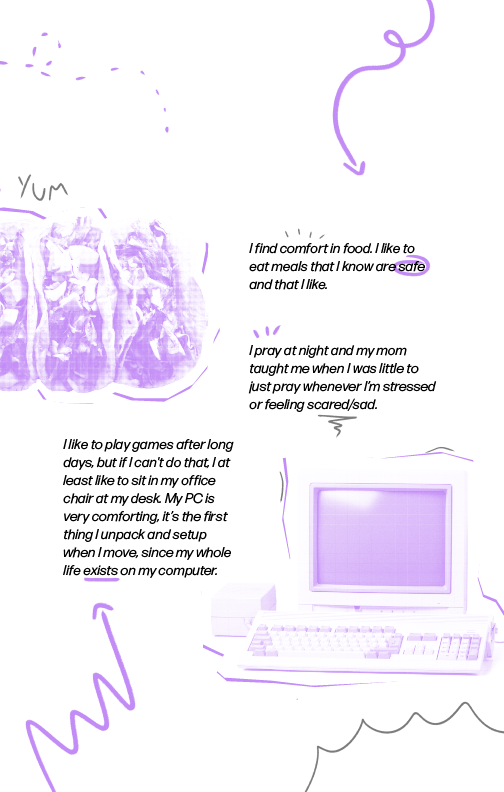 YUM
I find comfort in food. I like to
eat meals that I know are safe
and that I like.
I pray at night and my mom
taught me when I was little to
just pray whenever I'm stressed
or feeling scared/sad.
I like to play games after long
days, but if I can't do that, I at
least like to sit in my office
chair at my desk. My PC is
very comforting, it's the first
thing I unpack and setup
when I move, since my whole
life exists on my computer.